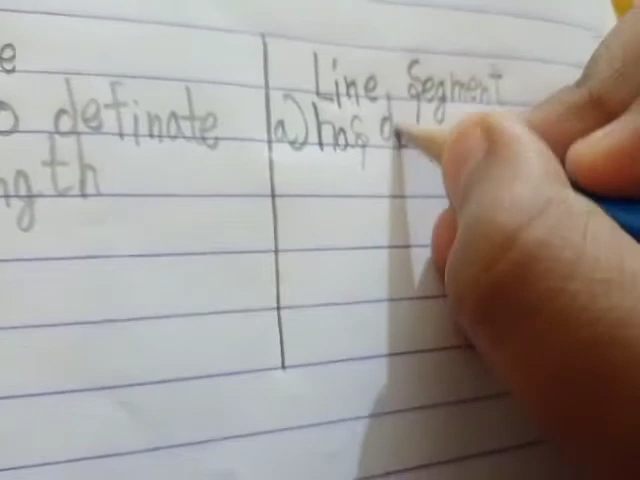 e
Line Segment
o definate
a) has d
ngth